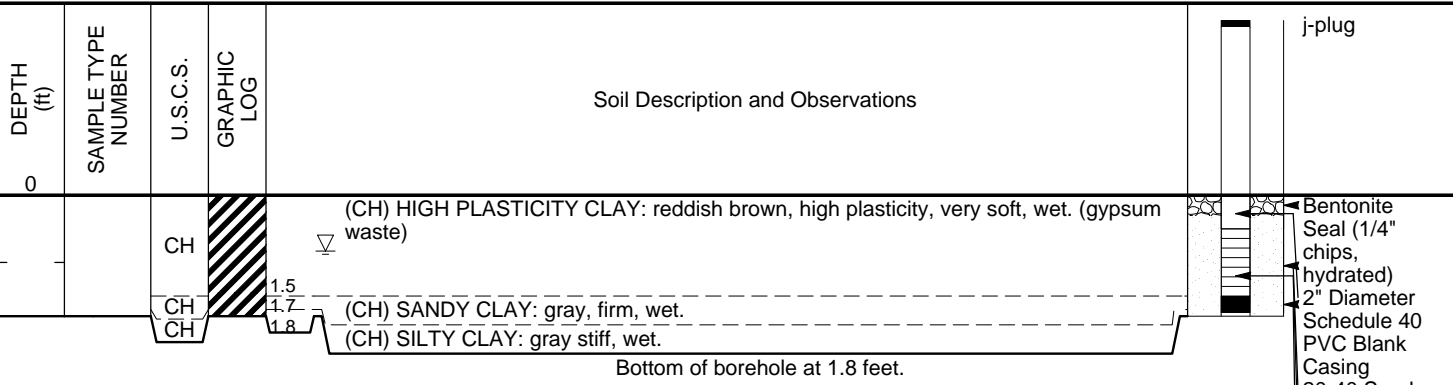 DEPTH
(ft)
SAMPLE TYPE
NUMBER
U.S.C.S.
GRAPHIC
LOG
Soil Description and Observations
j-plug
0
CH
(CH) HIGH PLASTICITY CLAY: reddish brown, high plasticity, very soft, wet. (gypsum
waste)
1.5
CH
1.7
(CH) SANDY CLAY: gray, firm, wet.
CH
1.8
(CH) SILTY CLAY: gray stiff, wet.
Bottom of borehole at 1.8 feet.
Bentonite
Seal (1/4"
chips,
hydrated)
2" Diameter
Schedule 40
PVC Blank
Casing